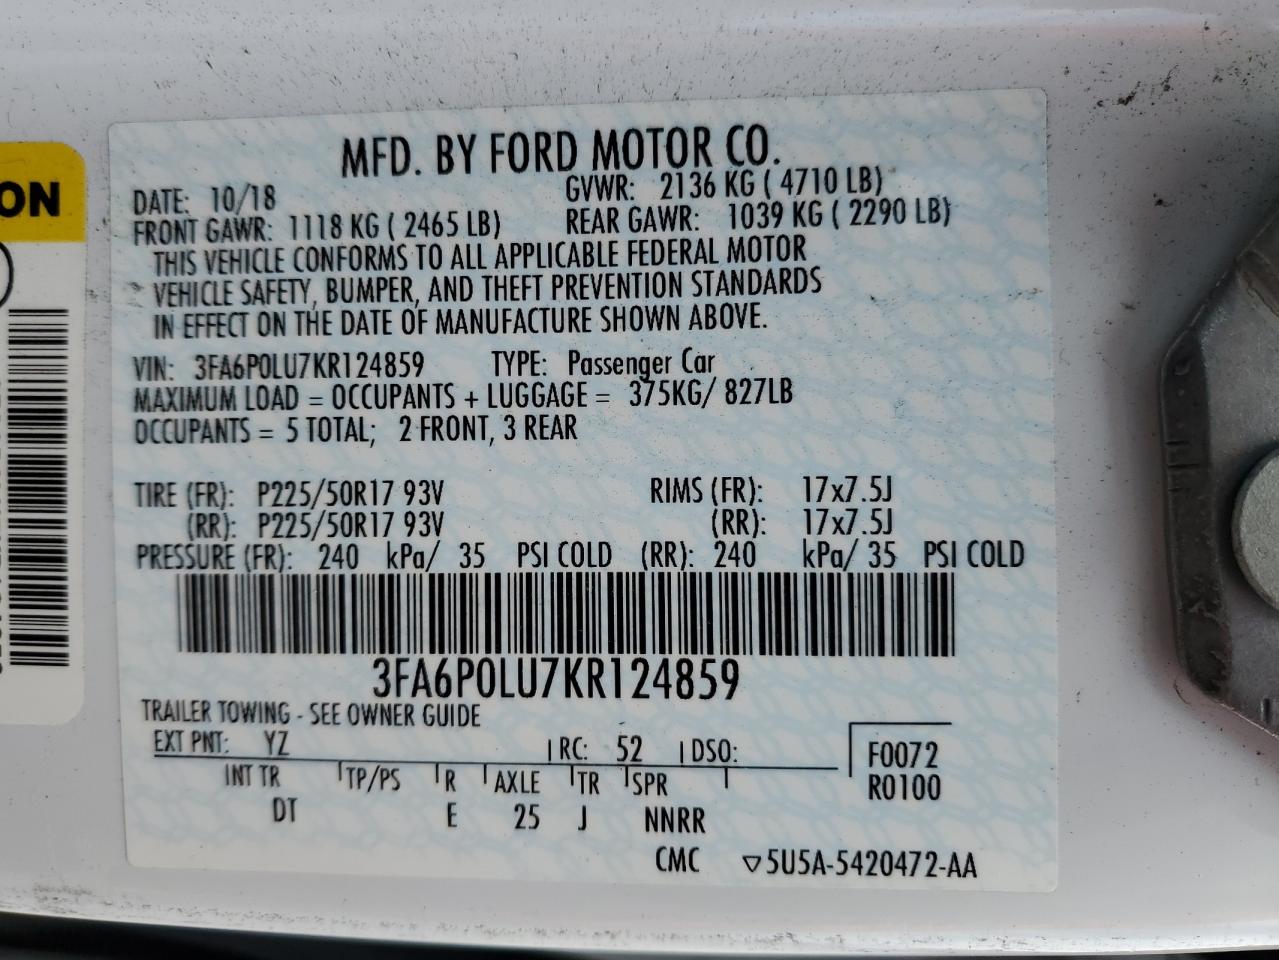 MFD. BY FORD MOTOR CO.
DATE: 10/18 GVWR: 2136 KG ( 4710 LB)
FRONT GAWR: 1118 KG ( 2465 LB) REAR GAWR: 1039 KG ( 2290 LB)
THIS VEHICLE CONFORMS TO ALL APPLICABLE FEDERAL MOTOR
VEHICLE SAFETY, BUMPER, AND THEFT PREVENTION STANDARDS
IN EFFECT ON THE DATE OF MANUFACTURE SHOWN ABOVE.
VIN: 3FA6P0LU7KR124859 TYPE: Passenger Car
MAXIMUM LOAD = OCCUPANTS + LUGGAGE = 375KG/ 827LB
OCCUPANTS = 5 TOTAL; 2 FRONT, 3 REAR
TIRE (FR): P225/50R17 93V RIMS (FR): 17x7.5J
(RR): P225/50R17 93V (RR): 17x7.5J
PRESSURE (FR): 240 kPa/ 35 PSI COLD (RR): 240 kPa/ 35 PSI COLD
3FA6P0LU7KR124859
TRAILER TOWING - SEE OWNER GUIDE
EXT PNT: YZ RC: 52 DSO: F0072
INT TR TP/PS R AXLE TR SPR R0100
DT E 25 J NNRR
CMC ▽5U5A-5420472-AA
ON